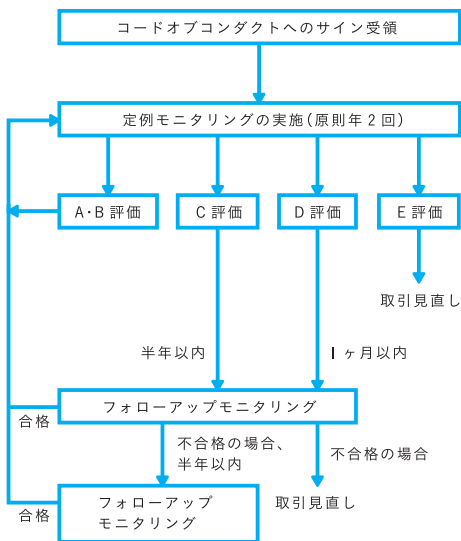 コードオブコンダクトへのサイン受領
定例モニタリングの実施(原則年2回)
A・B 評価
C 評価
D 評価
E 評価
取引見直し
半年以内
1ヶ月以内
フォローアップモニタリング
合格
不合格の場合、
半年以内
不合格の場合
取引見直し
フォローアップ
モニタリング
合格